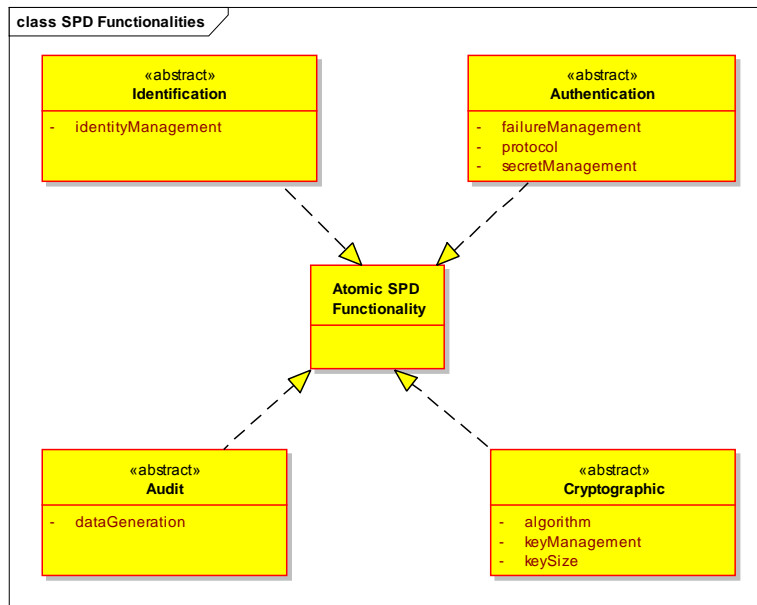 class SPD Functionalities
«abstract»
Identification
- identityManagement
«abstract»
Authentication
- failureManagement
- protocol
- secretManagement
Atomic SPD
Functionality
«abstract»
Audit
- dataGeneration
«abstract»
Cryptographic
- algorithm
- keyManagement
- keySize